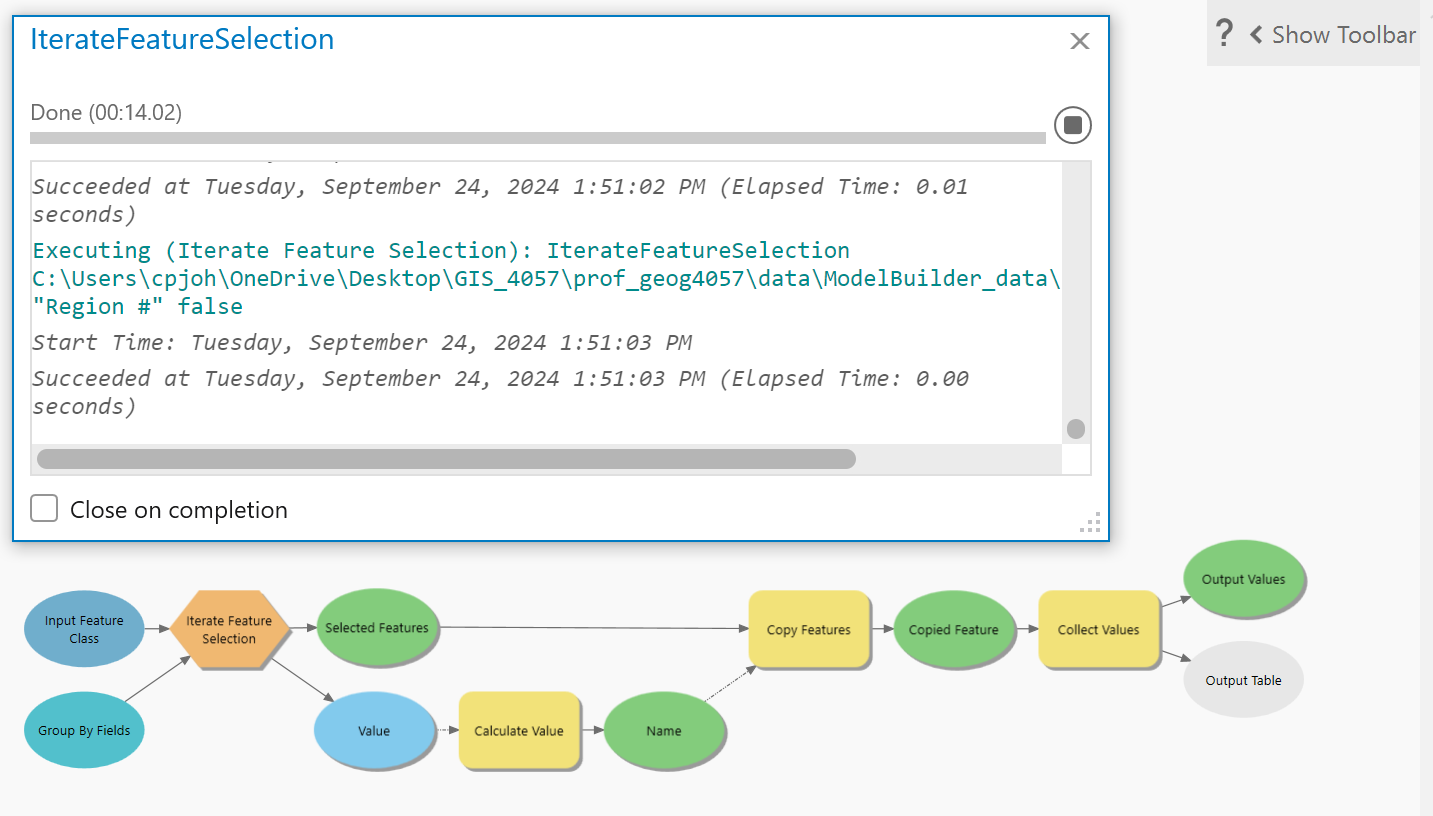 IterateFeatureSelection
? Show Toolbar
Done (00:14.02)
Succeeded at Tuesday, September 24, 2024 1:51:02 PM (Elapsed Time: 0.01
seconds)
Executing (Iterate Feature Selection): IterateFeatureSelection
C:\Users\cpjoh\OneDrive\Desktop\GIS_4057\prof_geog4057\data\ModelBuilder_data\
"Region #" false
Start Time: Tuesday, September 24, 2024 1:51:03 PM
Succeeded at Tuesday, September 24, 2024 1:51:03 PM (Elapsed Time: 0.00
seconds)
Close on completion
Input Feature
Class
Iterate Feature
Selection
Selected Features
Copy Features
Copied Feature
Collect Values
Output Values
Output Table
Group By Fields
Value
Calculate Value
Name